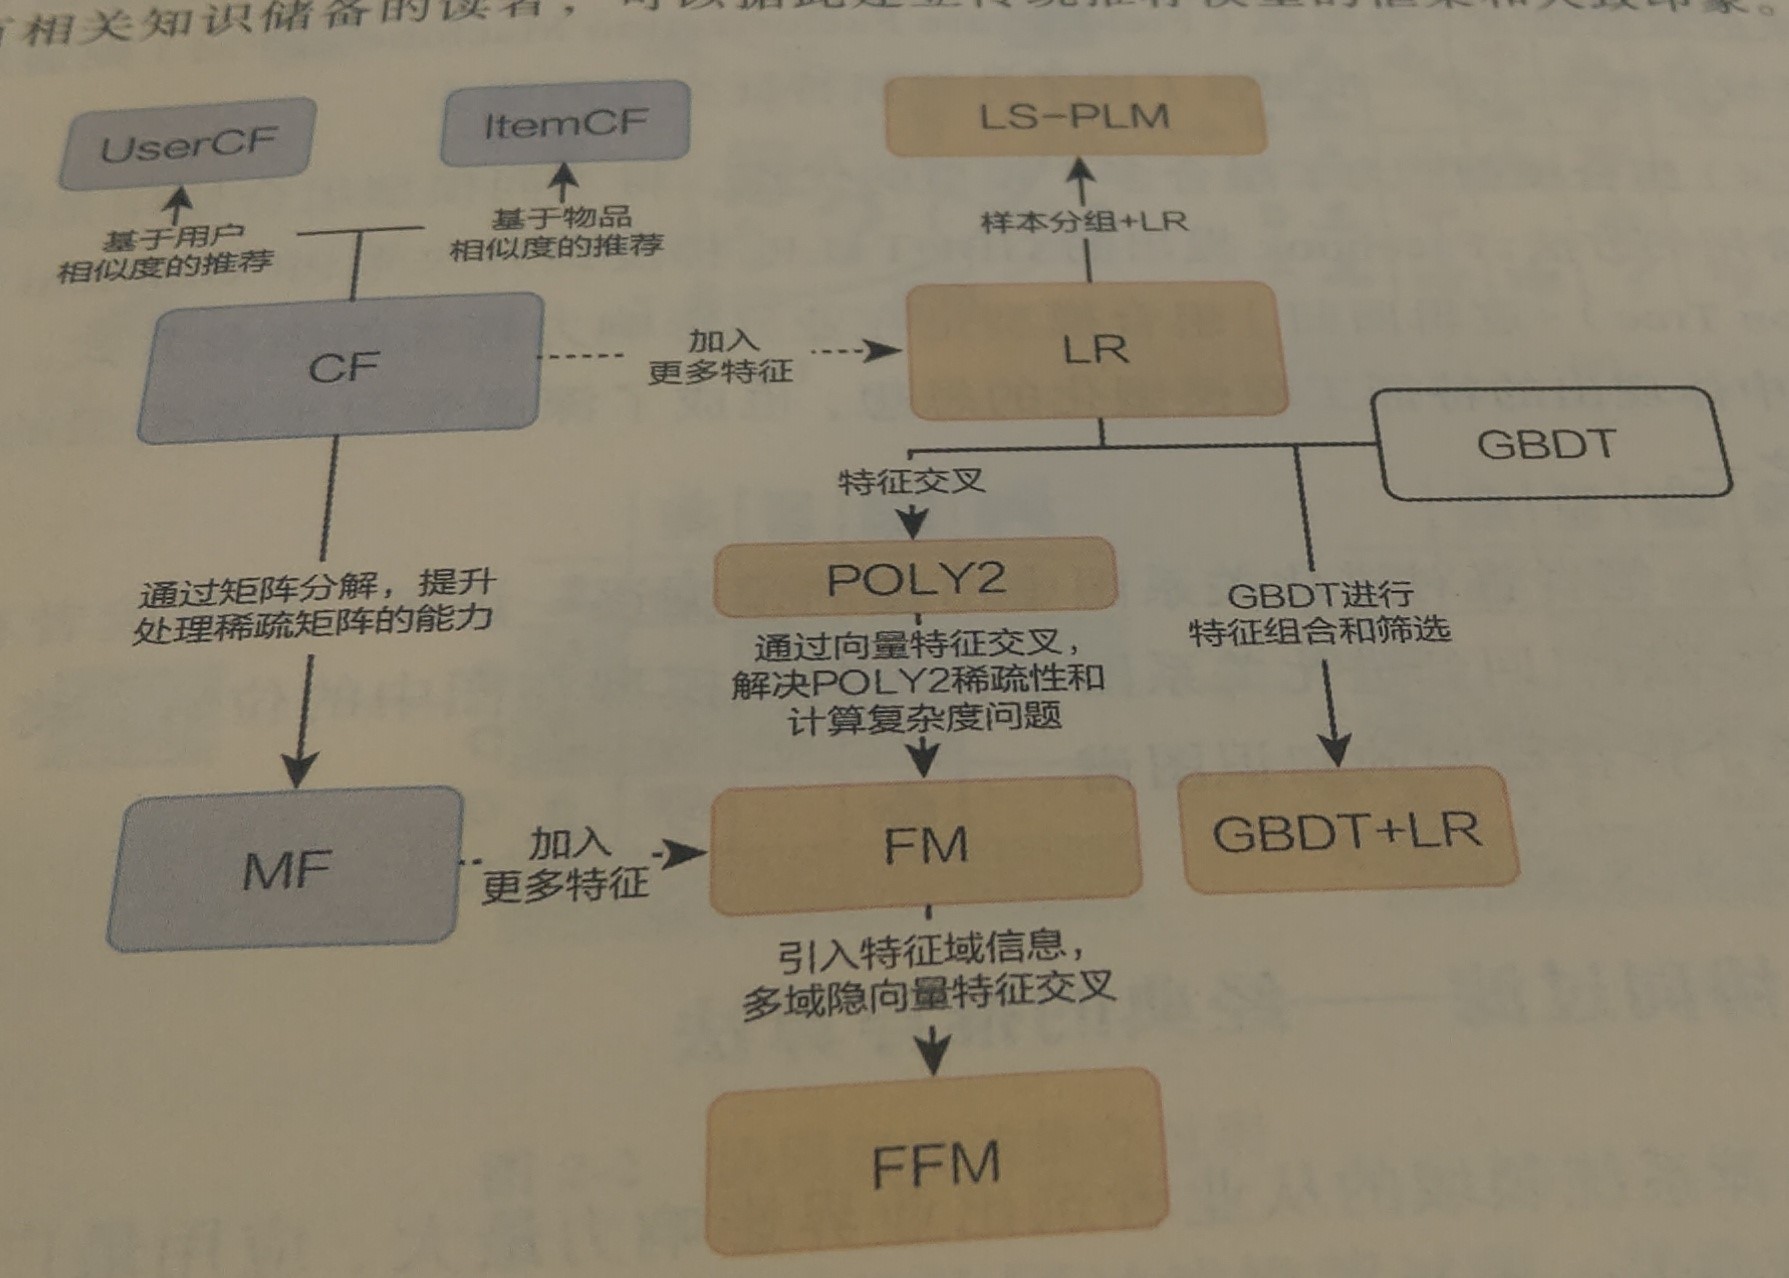 有相关知识储备的读者，可以据此建立传统推荐模型的框架和大致印象。
UserCF
ItemCF
LS-PLM
基于用户
相似度的推荐
基于物品
相似度的推荐
样本分组+LR
CF
加入
更多特征
LR
GBDT
特征交叉
POLY2
通过矩阵分解，提升
处理稀疏矩阵的能力
通过向量特征交叉，
解决POLY2稀疏性和
计算复杂度问题
GBDT进行
特征组合和筛选
MF
加入
更多特征
FM
GBDT+LR
引入特征域信息，
多域隐向量特征交叉
FFM